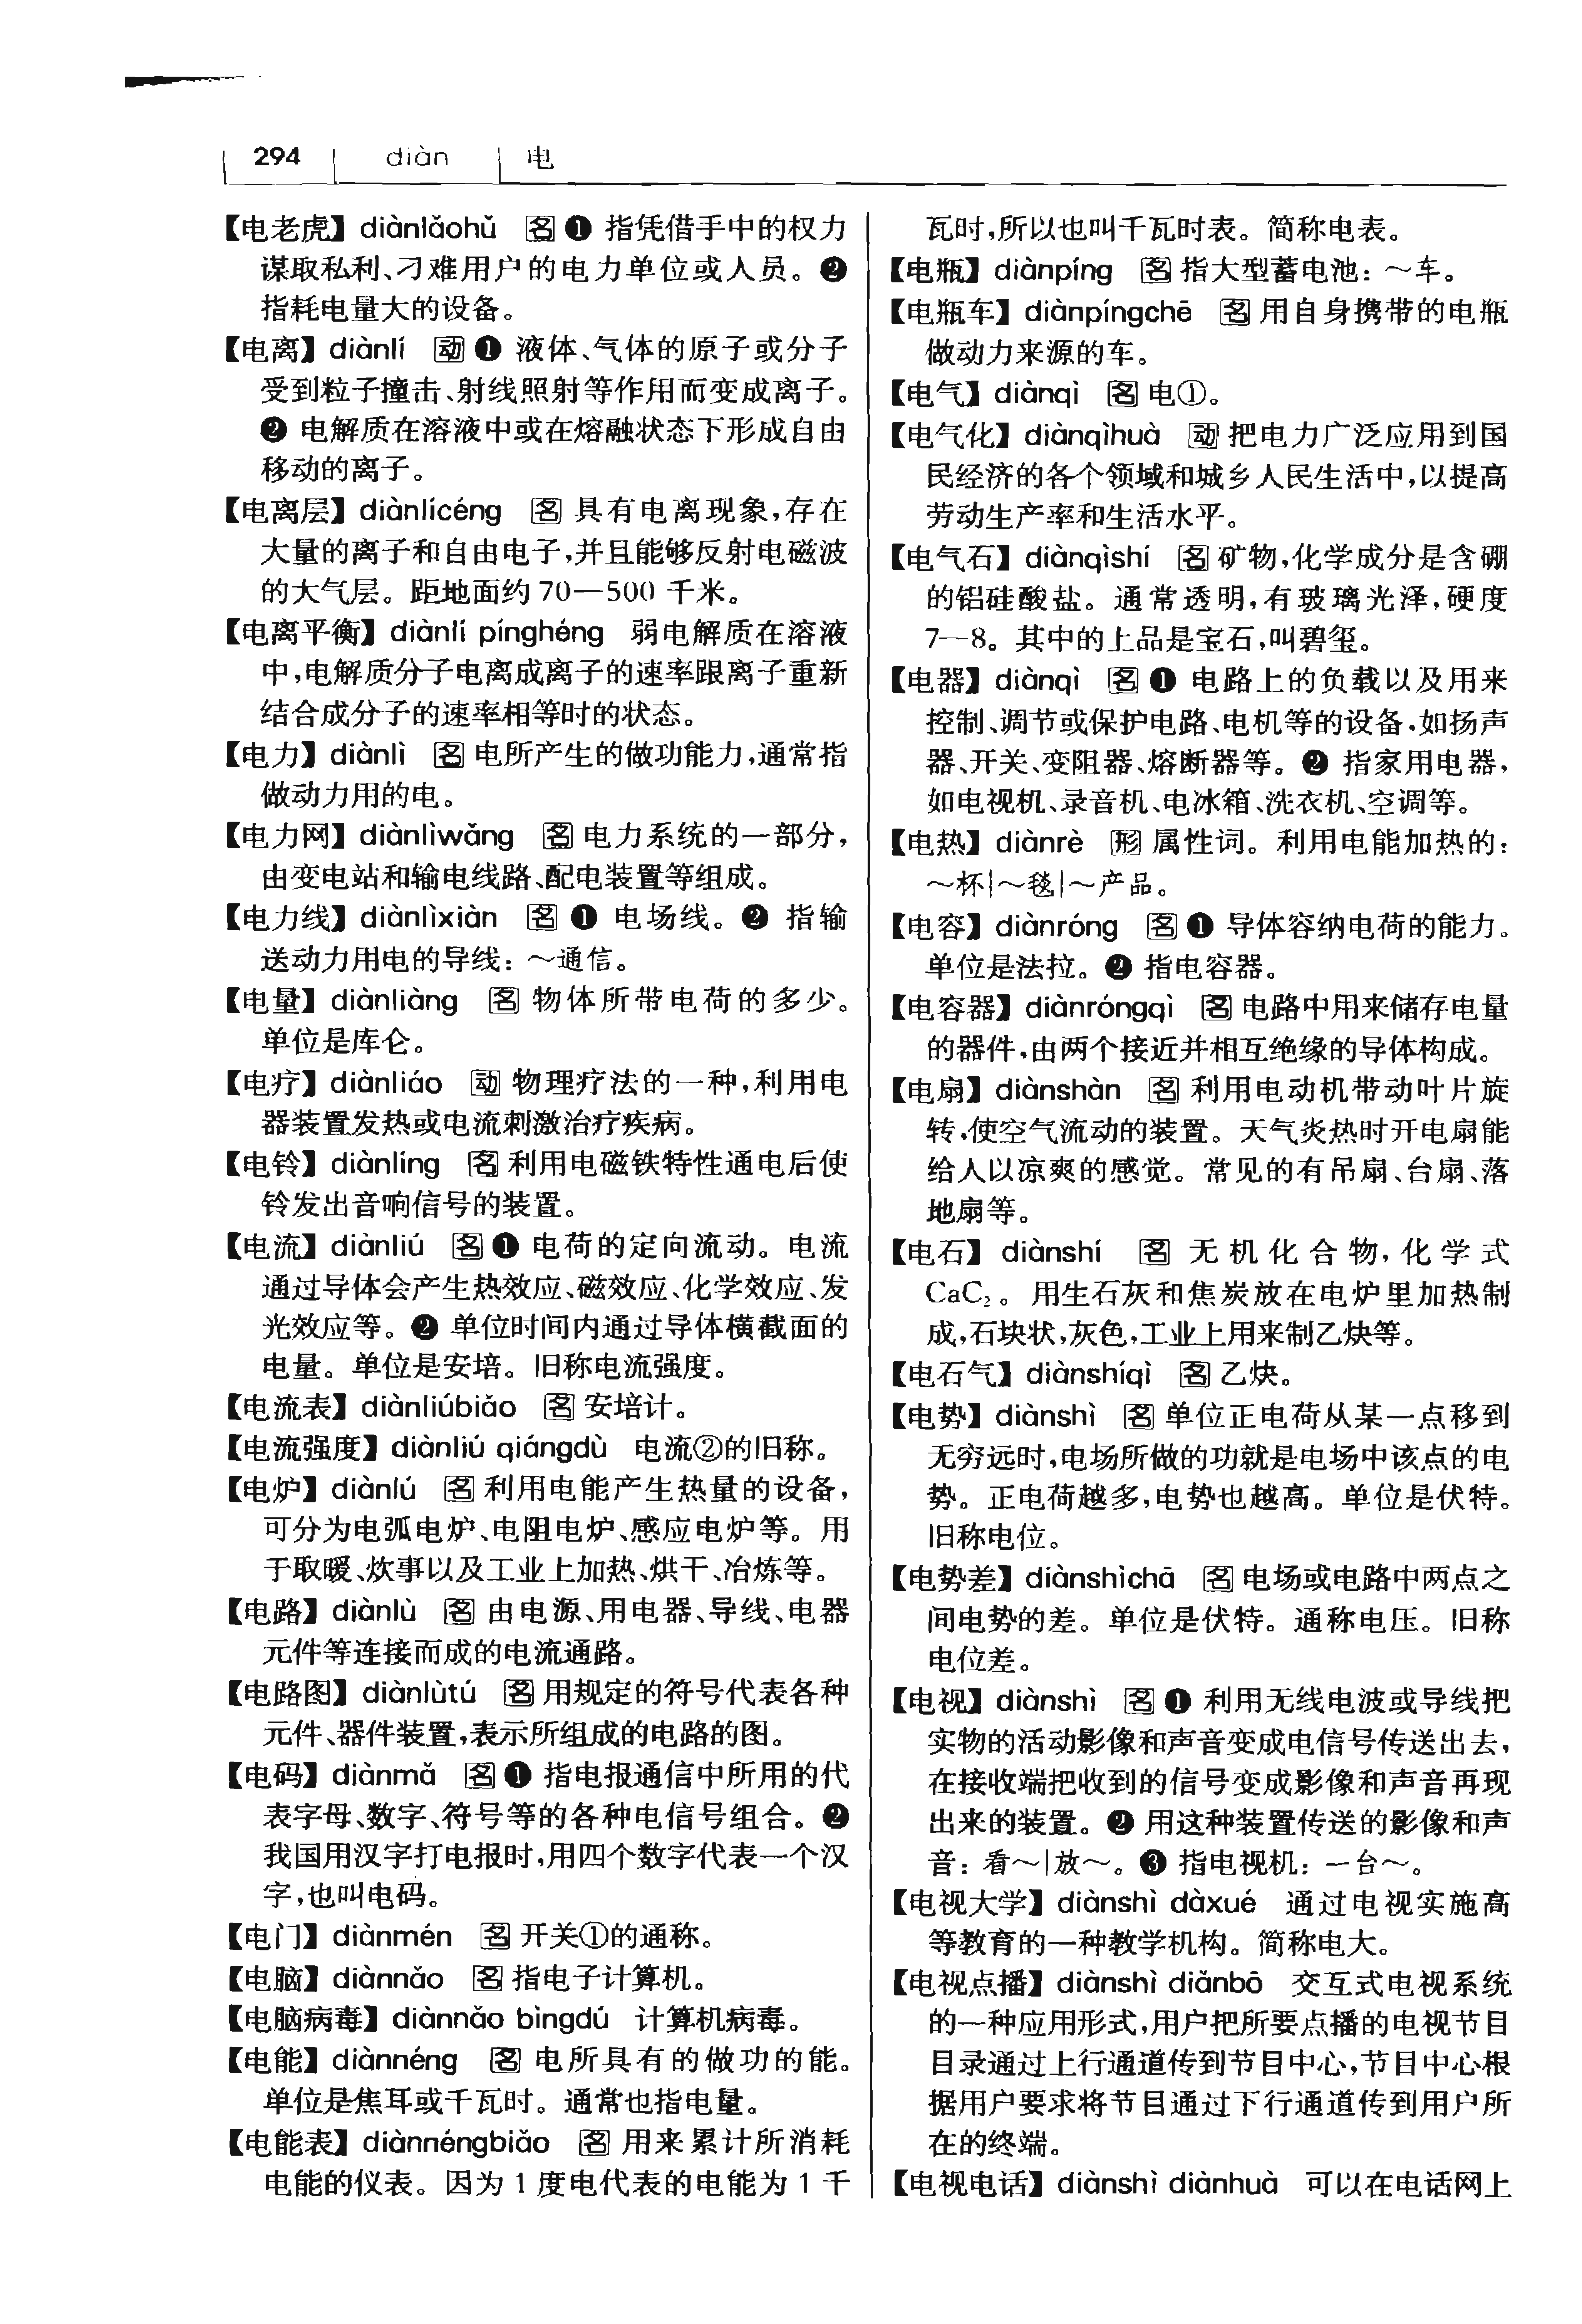 294 diàn 电
【电老虎】diànlǎohǔ 名 ❶ 指凭借手中的权力
谋取私利、刁难用户的电力单位或人员。❷
指耗电量大的设备。
【电离】diànlí 动 ❶ 液体、气体的原子或分子
受到粒子撞击、射线照射等作用而变成离子。
❷ 电解质在溶液中或在熔融状态下形成自由
移动的离子。
【电离层】diànlícéng 名 具有电离现象,存在
大量的离子和自由电子,并且能够反射电磁波
的大气层。距地面约70—500千米。
【电离平衡】diànlí pínghéng 弱电解质在溶液
中,电解质分子电离成离子的速率跟离子重新
结合成分子的速率相等时的状态。
【电力】diànlì 名 电所产生的做功能力,通常指
做动力用的电。
【电力网】diànlìwǎng 名 电力系统的一部分,
由变电站和输电线路、配电装置等组成。
【电力线】diànlìxiàn 名 ❶ 电场线。❷ 指输
送动力用电的导线:～通信。
【电量】diànliàng 名 物体所带电荷的多少。
单位是库仑。
【电疗】diànliáo 动 物理疗法的一种,利用电
器装置发热或电流刺激治疗疾病。
【电铃】diànlíng 名 利用电磁铁特性通电后使
铃发出音响信号的装置。
【电流】diànliú 名 ❶ 电荷的定向流动。电流
通过导体会产生热效应、磁效应、化学效应、发
光效应等。❷ 单位时间内通过导体横截面的
电量。单位是安培。旧称电流强度。
【电流表】diànliúbiǎo 名 安培计。
【电流强度】diànliú qiángdù 电流②的旧称。
【电炉】diànlú 名 利用电能产生热量的设备,
可分为电弧电炉、电阻电炉、感应电炉等。用
于取暖、炊事以及工业上加热、烘干、冶炼等。
【电路】diànlù 名 由电源、用电器、导线、电器
元件等连接而成的电流通路。
【电路图】diànlùtú 名 用规定的符号代表各种
元件、器件装置,表示所组成的电路的图。
【电码】diànmǎ 名 ❶ 指电报通信中所用的代
表字母、数字、符号等的各种电信号组合。❷
我国用汉字打电报时,用四个数字代表一个汉
字,也叫电码。
【电门】diànmén 名 开关①的通称。
【电脑】diànnǎo 名 指电子计算机。
【电脑病毒】diànnǎo bìngdú 计算机病毒。
【电能】diànnéng 名 电所具有的做功的能。
单位是焦耳或千瓦时。通常也指电量。
【电能表】diànnéngbiǎo 名 用来累计所消耗
电能的仪表。因为1度电代表的电能为1千
瓦时,所以也叫千瓦时表。简称电表。
【电瓶】diànpíng 名 指大型蓄电池:～车。
【电瓶车】diànpíngchē 名 用自身携带的电瓶
做动力来源的车。
【电气】diànqì 名 电①。
【电气化】diànqìhuà 动 把电力广泛应用到国
民经济的各个领域和城乡人民生活中,以提高
劳动生产率和生活水平。
【电气石】diànqìshí 名 矿物,化学成分是含硼
的铝硅酸盐。通常透明,有玻璃光泽,硬度
7—8。其中的上品是宝石,叫碧玺。
【电器】diànqì 名 ❶ 电路上的负载以及用来
控制、调节或保护电路、电机等的设备,如扬声
器、开关、变阻器、熔断器等。❷ 指家用电器,
如电视机、录音机、电冰箱、洗衣机、空调等。
【电热】diànrè 形 属性词。利用电能加热的:
～杯|～毯|～产品。
【电容】diànróng 名 ❶ 导体容纳电荷的能力。
单位是法拉。❷ 指电容器。
【电容器】diànróngqì 名 电路中用来储存电量
的器件,由两个接近并相互绝缘的导体构成。
【电扇】diànshàn 名 利用电动机带动叶片旋
转,使空气流动的装置。天气炎热时开电扇能
给人以凉爽的感觉。常见的有吊扇、台扇、落
地扇等。
【电石】diànshí 名 无机化合物,化学式
CaC₂。用生石灰和焦炭放在电炉里加热制
成,石块状,灰色,工业上用来制乙炔等。
【电石气】diànshíqì 名 乙炔。
【电势】diànshì 名 单位正电荷从某一点移到
无穷远时,电场所做的功就是电场中该点的电
势。正电荷越多,电势也越高。单位是伏特。
旧称电位。
【电势差】diànshìchā 名 电场或电路中两点之
间电势的差。单位是伏特。通称电压。旧称
电位差。
【电视】diànshì 名 ❶ 利用无线电波或导线把
实物的活动影像和声音变成电信号传送出去,
在接收端把收到的信号变成影像和声音再现
出来的装置。❷ 用这种装置传送的影像和声
音:看～|放～。❸ 指电视机:一台～。
【电视大学】diànshì dàxué 通过电视实施高
等教育的一种教学机构。简称电大。
【电视点播】diànshì diǎnbō 交互式电视系统
的一种应用形式,用户把所要点播的电视节目
目录通过上行通道传到节目中心,节目中心根
据用户要求将节目通过下行通道传到用户所
在的终端。
【电视电话】diànshì diànhuà 可以在电话网上